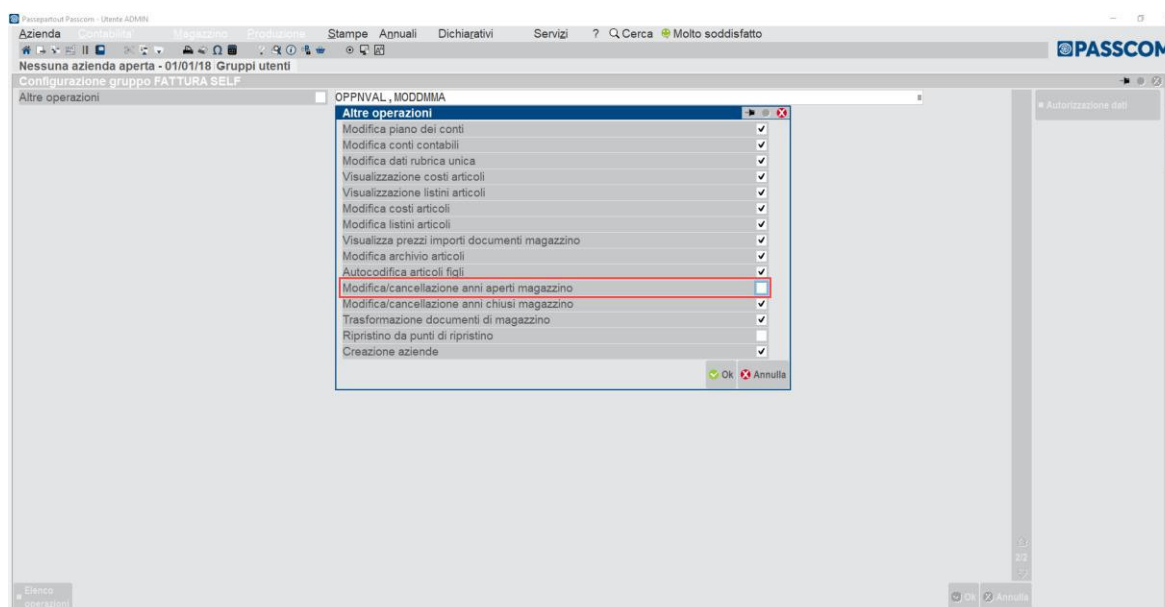 Passepartout Passcom - Utente ADMIN
Azienda Contabilita' Magazzino Produzione Stampe Annuali Dichiarativi Servizi ? Cerca Molto soddisfatto
PASSCOM
Nessuna azienda aperta - 01/01/18 Gruppi utenti
Configurazione gruppo FATTURA SELF
Altre operazioni OPPNVAL,MODDMMA
Autorizzazione dati
Altre operazioni
Modifica piano dei conti
Modifica conti contabili
Modifica dati rubrica unica
Visualizzazione costi articoli
Visualizzazione listini articoli
Modifica costi articoli
Modifica listini articoli
Visualizza prezzi importi documenti magazzino
Modifica archivio articoli
Autocodifica articoli figli
Modifica/cancellazione anni aperti magazzino
Modifica/cancellazione anni chiusi magazzino
Trasformazione documenti di magazzino
Ripristino da punti di ripristino
Creazione aziende
Ok Annulla
2/2
Elenco
operazioni
Ok Annulla